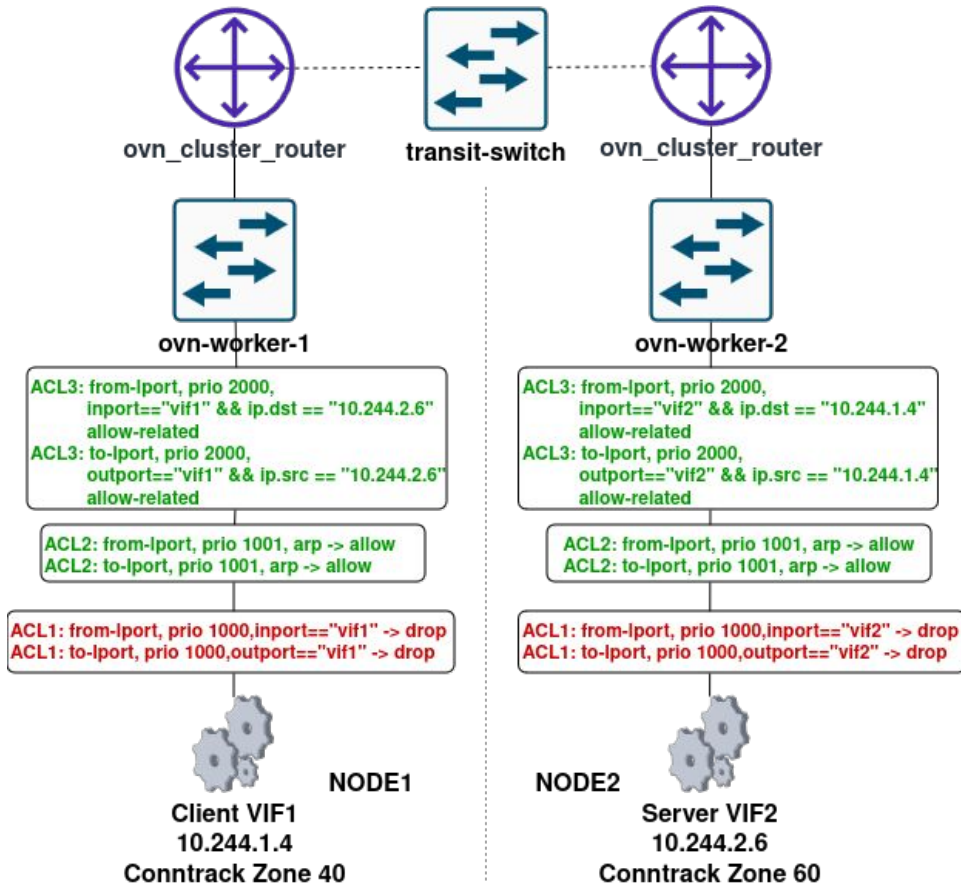 ovn_cluster_router
transit-switch
ovn_cluster_router
ovn-worker-1
ovn-worker-2
ACL3: from-lport, prio 2000,
inport=="vif1" && ip.dst == "10.244.2.6"
allow-related
ACL3: to-lport, prio 2000,
outport=="vif1" && ip.src == "10.244.2.6"
allow-related
ACL3: from-lport, prio 2000,
inport=="vif2" && ip.dst == "10.244.1.4"
allow-related
ACL3: to-lport, prio 2000,
outport=="vif2" && ip.src == "10.244.1.4"
allow-related
ACL2: from-lport, prio 1001, arp -> allow
ACL2: to-lport, prio 1001, arp -> allow
ACL2: from-lport, prio 1001, arp -> allow
ACL2: to-lport, prio 1001, arp -> allow
ACL1: from-lport, prio 1000,inport=="vif1" -> drop
ACL1: to-lport, prio 1000,outport=="vif1" -> drop
ACL1: from-lport, prio 1000,inport=="vif2" -> drop
ACL1: to-lport, prio 1000,outport=="vif2" -> drop
NODE1
NODE2
Client VIF1
10.244.1.4
Conntrack Zone 40
Server VIF2
10.244.2.6
Conntrack Zone 60